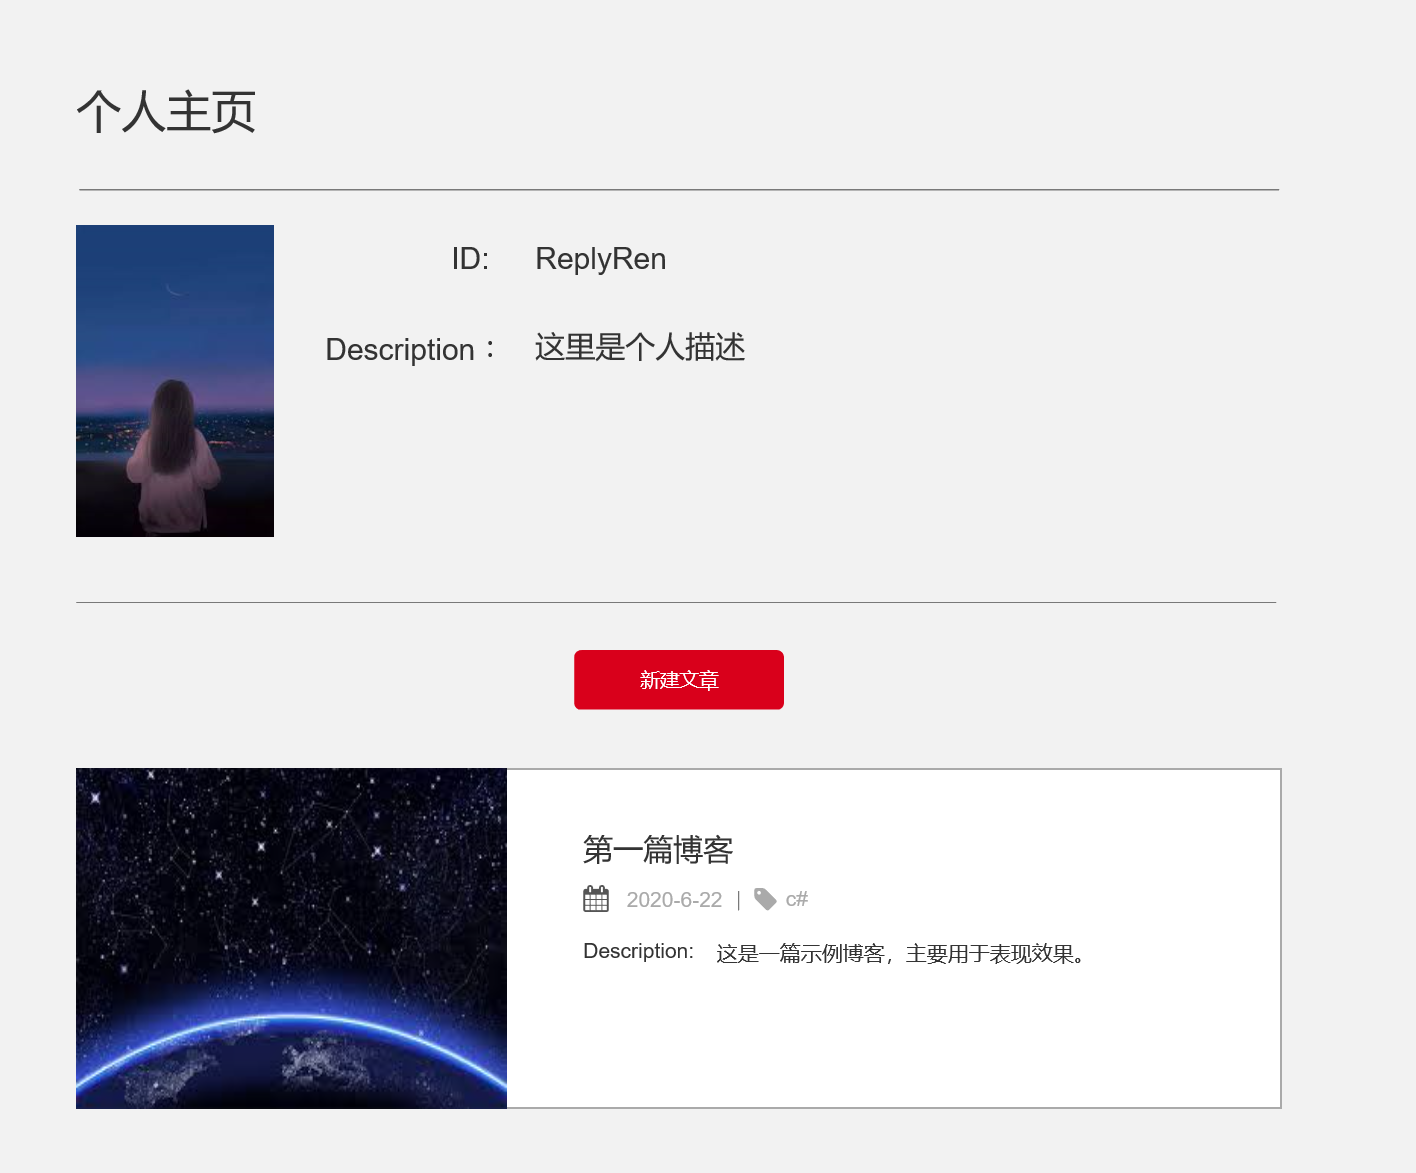 个人主页
ID: ReplyRen
Description： 这里是个人描述
新建文章
第一篇博客
2020-6-22 | c#
Description: 这是一篇示例博客，主要用于表现效果。